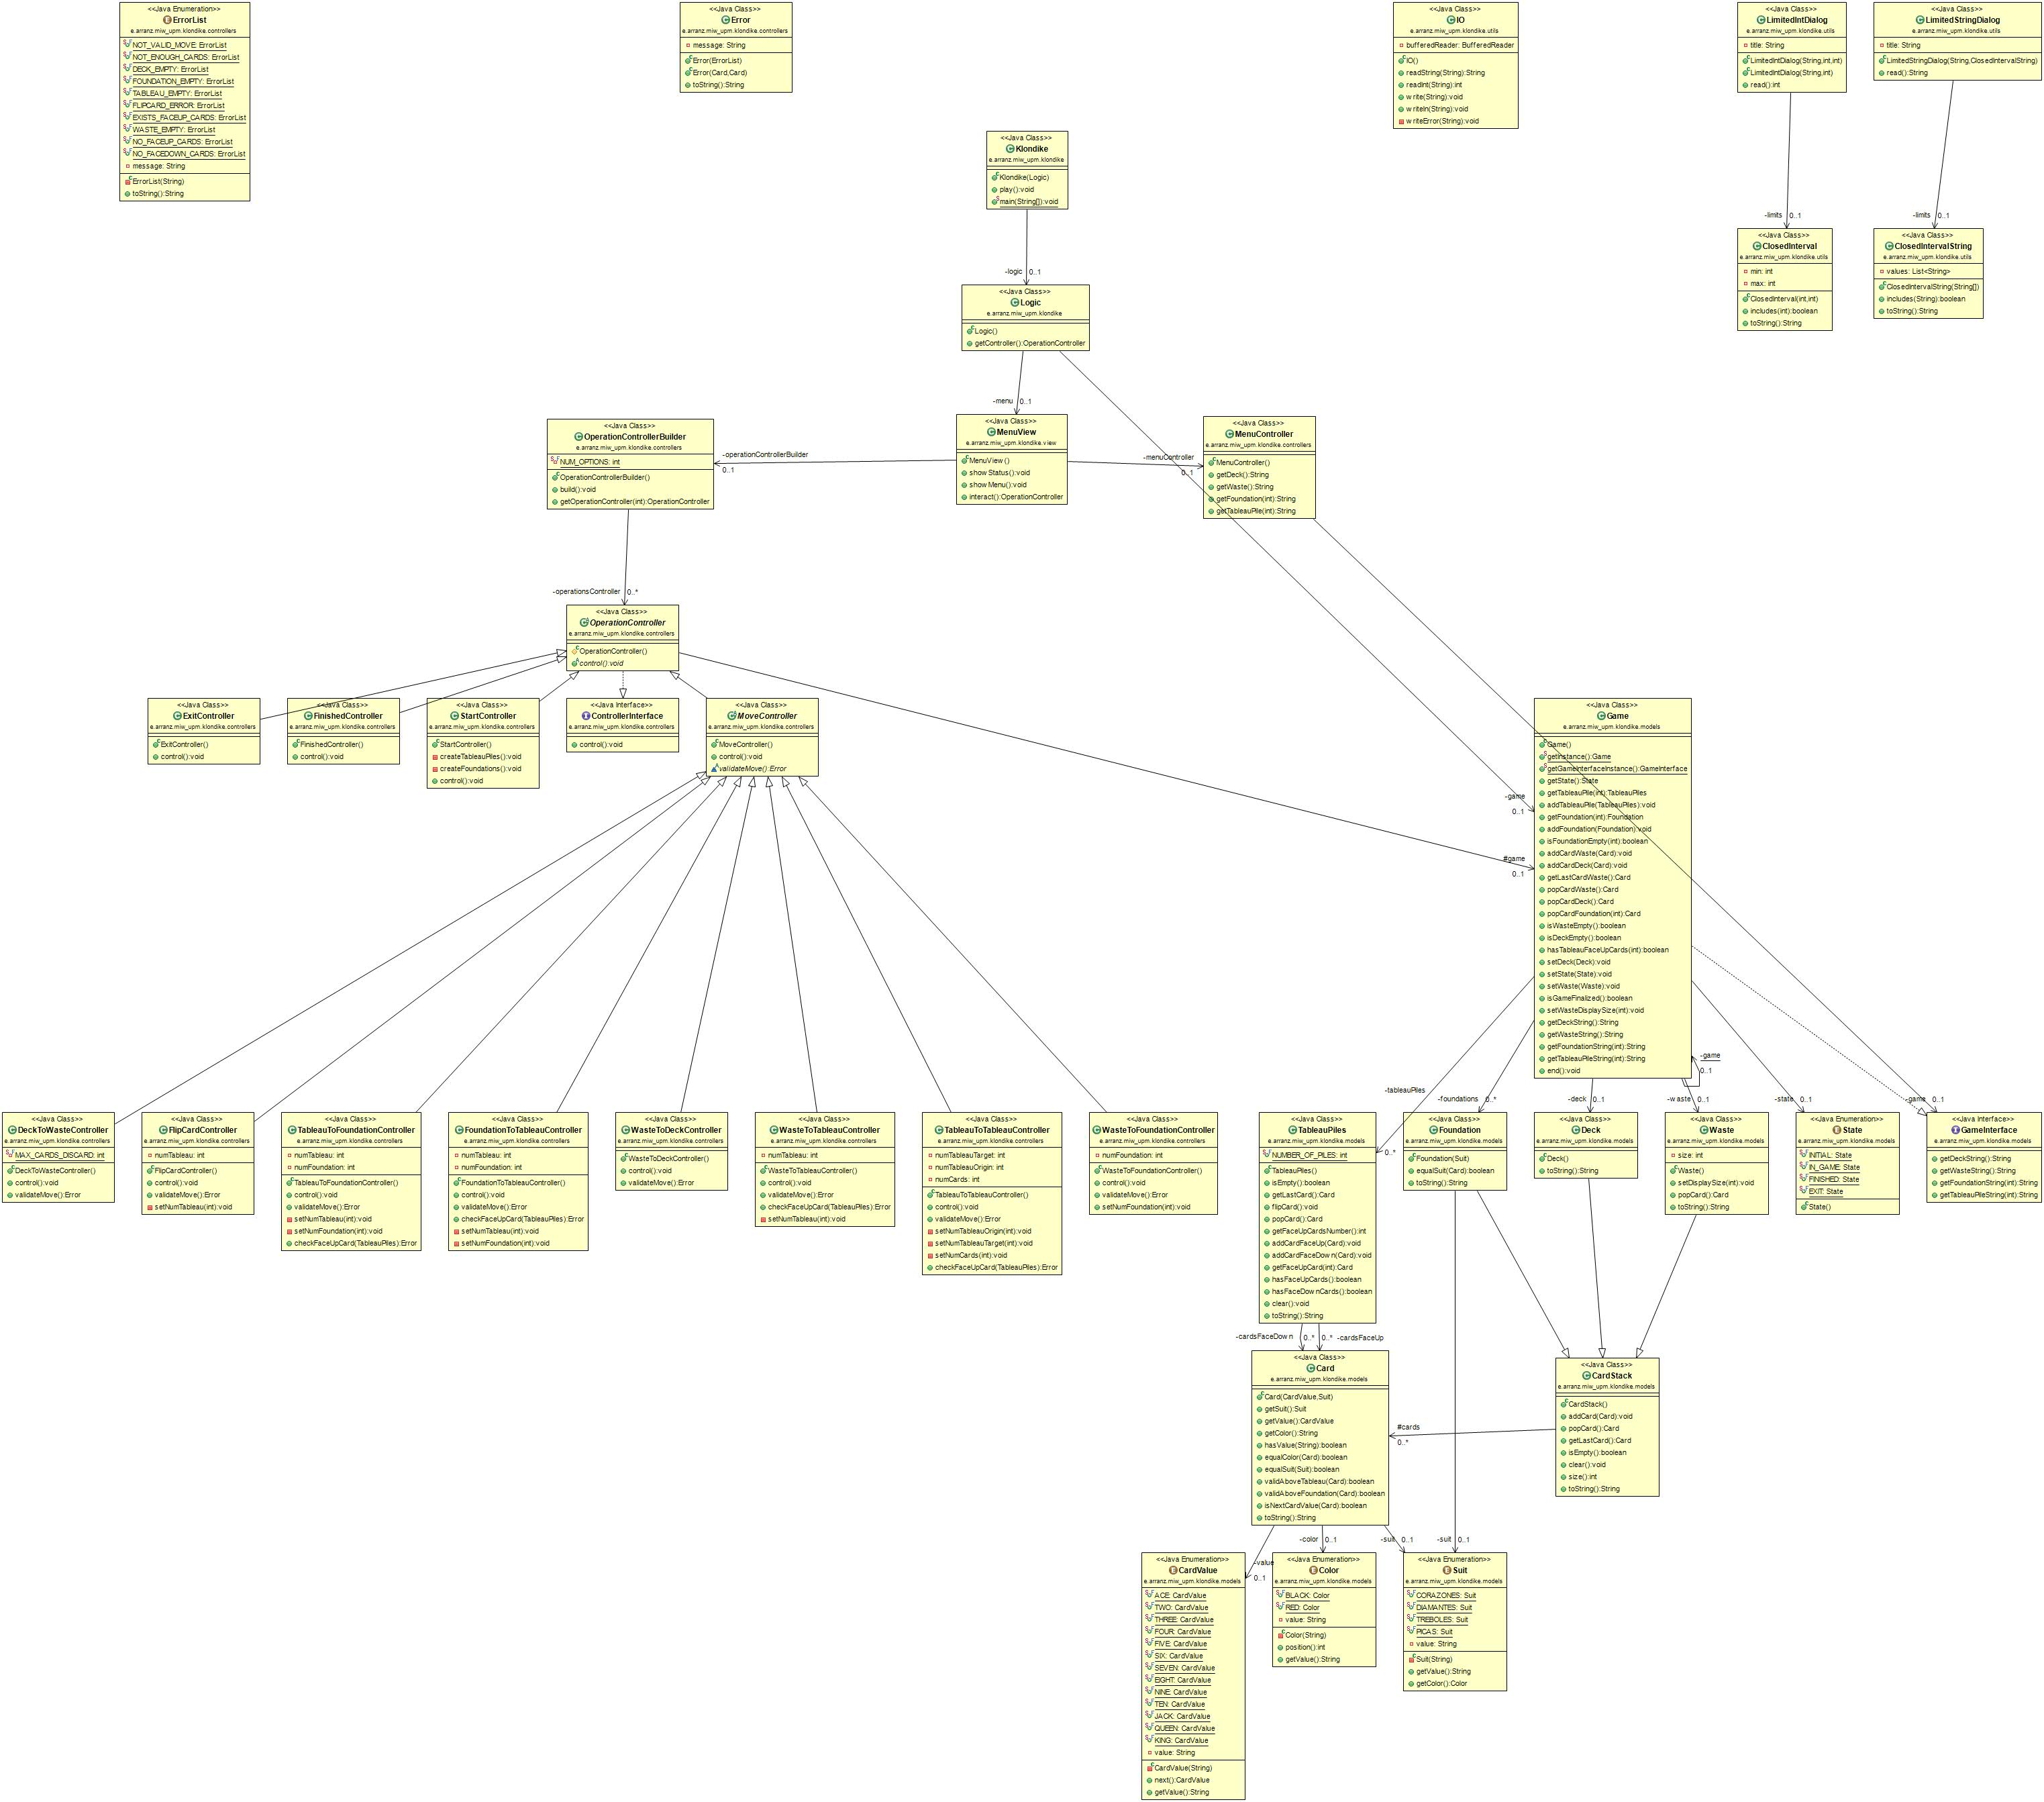 <<Java Enumeration>>
ErrorList
e.arranz.miw_upm.klondike.controllers
NOT_VALID_MOVE: ErrorList
NOT_ENOUGH_CARDS: ErrorList
DECK_EMPTY: ErrorList
FOUNDATION_EMPTY: ErrorList
TABLEAU_EMPTY: ErrorList
FLIPCARD_ERROR: ErrorList
EXISTS_FACEUP_CARDS: ErrorList
WASTE_EMPTY: ErrorList
NO_FACEUP_CARDS: ErrorList
NO_FACEDOWN_CARDS: ErrorList
message: String
ErrorList(String)
toString():String
<<Java Class>>
Error
e.arranz.miw_upm.klondike.controllers
message: String
Error(ErrorList)
Error(Card,Card)
toString():String
<<Java Class>>
IO
e.arranz.miw_upm.klondike.utils
bufferedReader: BufferedReader
IO()
readString(String):String
readInt(String):int
write(String):void
writeln(String):void
writeError(String):void
<<Java Class>>
LimitedIntDialog
e.arranz.miw_upm.klondike.utils
title: String
LimitedIntDialog(String,int,int)
LimitedIntDialog(String,int)
read():int
<<Java Class>>
LimitedStringDialog
e.arranz.miw_upm.klondike.utils
title: String
LimitedStringDialog(String,ClosedIntervalString)
read():String
-limits 0..1
-limits 0..1
<<Java Class>>
ClosedInterval
e.arranz.miw_upm.klondike.utils
min: int
max: int
ClosedInterval(int,int)
includes(int):boolean
toString():String
<<Java Class>>
ClosedIntervalString
e.arranz.miw_upm.klondike.utils
values: List<String>
ClosedIntervalString(String[])
includes(String):boolean
toString():String
<<Java Class>>
Klondike
e.arranz.miw_upm.klondike
Klondike(Logic)
play():void
main(String[]):void
-logic 0..1
<<Java Class>>
Logic
e.arranz.miw_upm.klondike
Logic()
getController():OperationController
-menu 0..1
<<Java Class>>
OperationControllerBuilder
e.arranz.miw_upm.klondike.controllers
NUM_OPTIONS: int
OperationControllerBuilder()
build():void
getOperationController(int):OperationController
-operationControllerBuilder
0..1
<<Java Class>>
MenuView
e.arranz.miw_upm.klondike.view
MenuView()
showStatus():void
showMenu():void
interact():OperationController
-menuController
0..1
<<Java Class>>
MenuController
e.arranz.miw_upm.klondike.controllers
MenuController()
getDeck():String
getWaste():String
getFoundation(int):String
getTableauPile(int):String
-operationsController 0..*
<<Java Class>>
OperationController
e.arranz.miw_upm.klondike.controllers
OperationController()
control():void
<<Java Class>>
ExitController
e.arranz.miw_upm.klondike.controllers
ExitController()
control():void
<<Java Class>>
FinishedController
e.arranz.miw_upm.klondike.controllers
FinishedController()
control():void
<<Java Class>>
StartController
e.arranz.miw_upm.klondike.controllers
StartController()
createTableauPiles():void
createFoundations():void
control():void
<<Java Interface>>
ControllerInterface
e.arranz.miw_upm.klondike.controllers
control():void
<<Java Class>>
MoveController
e.arranz.miw_upm.klondike.controllers
MoveController()
control():void
validateMove():Error
-game
0..1
#game
0..1
<<Java Class>>
Game
e.arranz.miw_upm.klondike.models
Game()
getInstance():Game
getGameInterfaceInstance():GameInterface
getState():State
getTableauPile(int):TableauPiles
addTableauPile(TableauPiles):void
getFoundation(int):Foundation
addFoundation(Foundation):void
isFoundationEmpty(int):boolean
addCardWaste(Card):void
addCardDeck(Card):void
getLastCardWaste():Card
popCardWaste():Card
popCardDeck():Card
popCardFoundation(int):Card
isWasteEmpty():boolean
isDeckEmpty():boolean
hasTableauFaceUpCards(int):boolean
setDeck(Deck):void
setState(State):void
setWaste(Waste):void
isGameFinalized():boolean
setWasteDisplaySize(int):void
getDeckString():String
getWasteString():String
getFoundationString(int):String
getTableauPileString(int):String
end():void
-game
0..1
-tableauPiles
0..*
-foundations 0..*
-deck 0..1
-waste 0..1
-state 0..1
-game 0..1
<<Java Class>>
DeckToWasteController
e.arranz.miw_upm.klondike.controllers
MAX_CARDS_DISCARD: int
DeckToWasteController()
control():void
validateMove():Error
<<Java Class>>
FlipCardController
e.arranz.miw_upm.klondike.controllers
numTableau: int
FlipCardController()
control():void
validateMove():Error
setNumTableau(int):void
<<Java Class>>
TableauToFoundationController
e.arranz.miw_upm.klondike.controllers
numTableau: int
numFoundation: int
TableauToFoundationController()
control():void
validateMove():Error
setNumTableau(int):void
setNumFoundation(int):void
checkFaceUpCard(TableauPiles):Error
<<Java Class>>
FoundationToTableauController
e.arranz.miw_upm.klondike.controllers
numTableau: int
numFoundation: int
FoundationToTableauController()
control():void
validateMove():Error
checkFaceUpCard(TableauPiles):Error
setNumTableau(int):void
setNumFoundation(int):void
<<Java Class>>
WasteToDeckController
e.arranz.miw_upm.klondike.controllers
WasteToDeckController()
control():void
validateMove():Error
<<Java Class>>
WasteToTableauController
e.arranz.miw_upm.klondike.controllers
numTableau: int
WasteToTableauController()
control():void
validateMove():Error
checkFaceUpCard(TableauPiles):Error
setNumTableau(int):void
<<Java Class>>
TableauToTableauController
e.arranz.miw_upm.klondike.controllers
numTableauTarget: int
numTableauOrigin: int
numCards: int
TableauToTableauController()
control():void
validateMove():Error
setNumTableauOrigin(int):void
setNumTableauTarget(int):void
setNumCards(int):void
checkFaceUpCard(TableauPiles):Error
<<Java Class>>
WasteToFoundationController
e.arranz.miw_upm.klondike.controllers
numFoundation: int
WasteToFoundationController()
control():void
validateMove():Error
setNumFoundation(int):void
<<Java Class>>
TableauPiles
e.arranz.miw_upm.klondike.models
NUMBER_OF_PILES: int
TableauPiles()
isEmpty():boolean
getLastCard():Card
flipCard():void
popCard():Card
getFaceUpCardsNumber():int
addCardFaceUp(Card):void
addCardFaceDown(Card):void
getFaceUpCard(int):Card
hasFaceUpCards():boolean
hasFaceDownCards():boolean
clear():void
toString():String
<<Java Class>>
Foundation
e.arranz.miw_upm.klondike.models
Foundation(Suit)
equalSuit(Card):boolean
toString():String
<<Java Class>>
Deck
e.arranz.miw_upm.klondike.models
Deck()
toString():String
<<Java Class>>
Waste
e.arranz.miw_upm.klondike.models
size: int
Waste()
setDisplaySize(int):void
popCard():Card
toString():String
<<Java Enumeration>>
State
e.arranz.miw_upm.klondike.models
INITIAL: State
IN_GAME: State
FINISHED: State
EXIT: State
State()
<<Java Interface>>
GameInterface
e.arranz.miw_upm.klondike.models
getDeckString():String
getWasteString():String
getFoundationString(int):String
getTableauPileString(int):String
-cardsFaceDown 0..*
0..* -cardsFaceUp
<<Java Class>>
Card
e.arranz.miw_upm.klondike.models
Card(CardValue,Suit)
getSuit():Suit
getValue():CardValue
getColor():String
hasValue(String):boolean
equalColor(Card):boolean
equalSuit(Suit):boolean
validAboveTableau(Card):boolean
validAboveFoundation(Card):boolean
isNextCardValue(Card):boolean
toString():String
#cards
0..*
<<Java Class>>
CardStack
e.arranz.miw_upm.klondike.models
CardStack()
addCard(Card):void
popCard():Card
getLastCard():Card
isEmpty():boolean
clear():void
size():int
toString():String
-value
0..1
-color 0..1
-suit 0..1
-suit 0..1
<<Java Enumeration>>
CardValue
e.arranz.miw_upm.klondike.models
ACE: CardValue
TWO: CardValue
THREE: CardValue
FOUR: CardValue
FIVE: CardValue
SIX: CardValue
SEVEN: CardValue
EIGHT: CardValue
NINE: CardValue
TEN: CardValue
JACK: CardValue
QUEEN: CardValue
KING: CardValue
value: String
CardValue(String)
next():CardValue
getValue():String
<<Java Enumeration>>
Color
e.arranz.miw_upm.klondike.models
BLACK: Color
RED: Color
value: String
Color(String)
position():int
getValue():String
<<Java Enumeration>>
Suit
e.arranz.miw_upm.klondike.models
CORAZONES: Suit
DIAMANTES: Suit
TREBOLES: Suit
PICAS: Suit
value: String
Suit(String)
getValue():String
getColor():Color